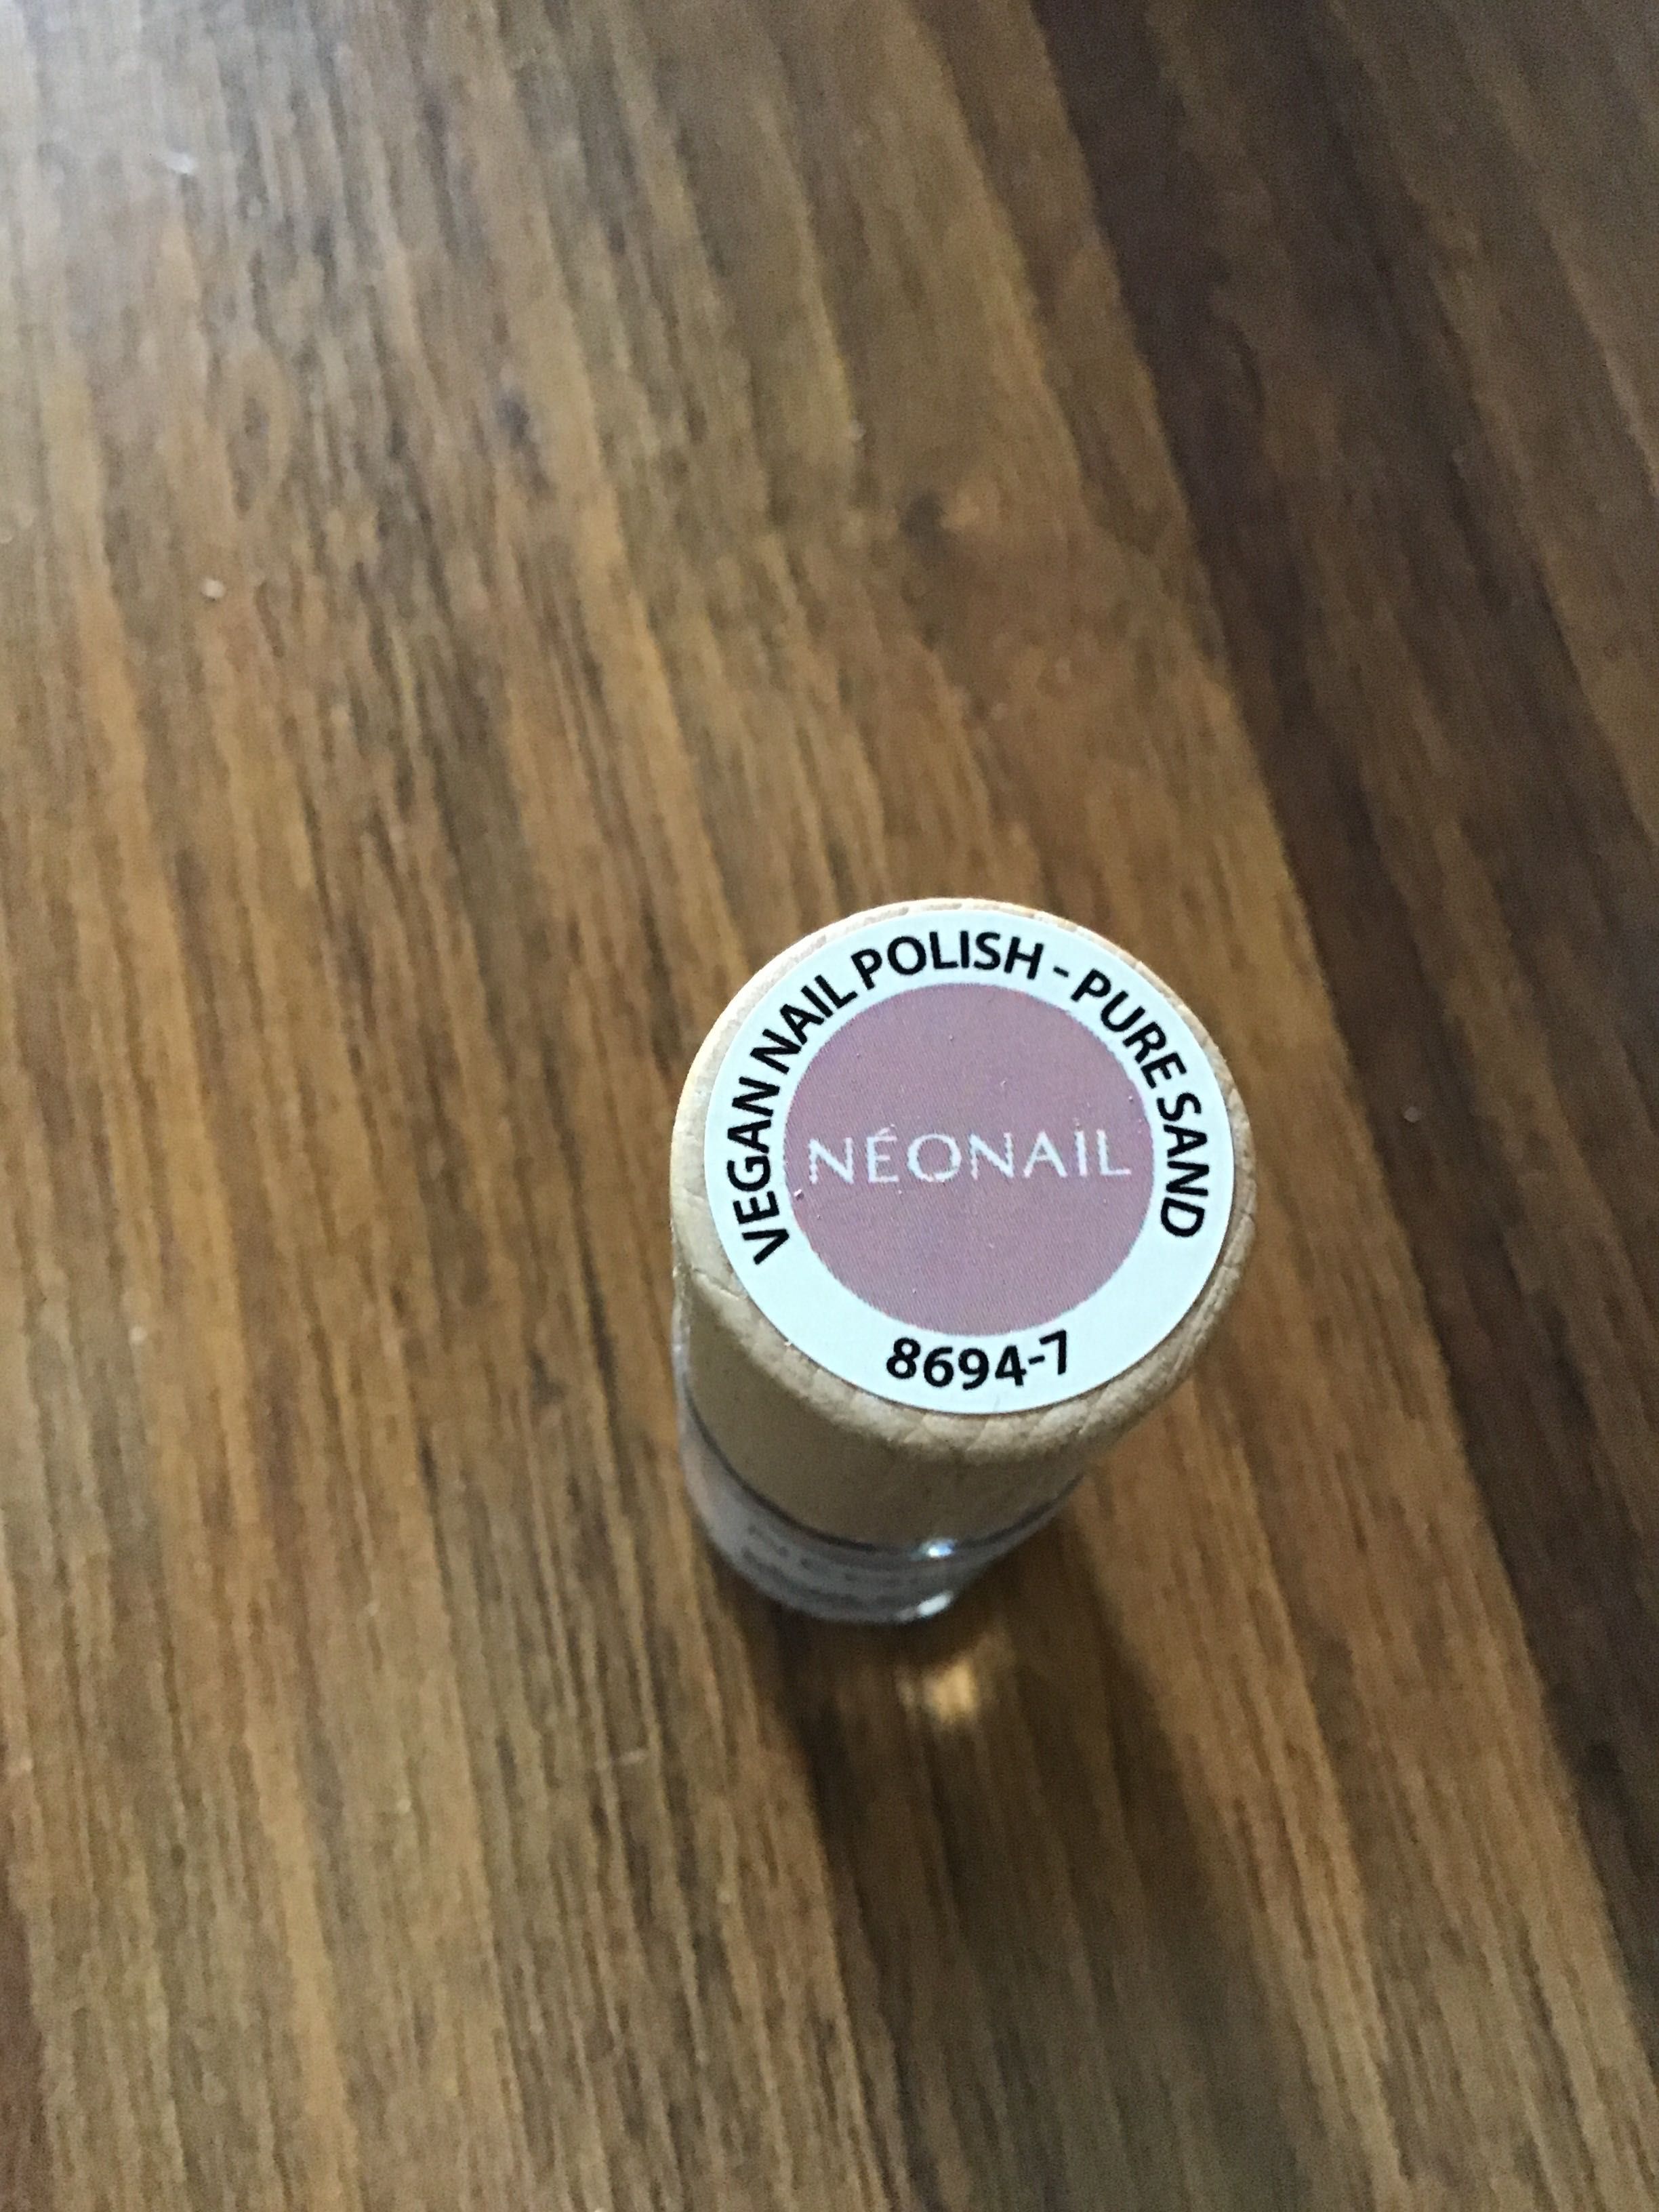 VEGAN NAIL POLISH - PURE SAND
NÉONAIL
8694-7